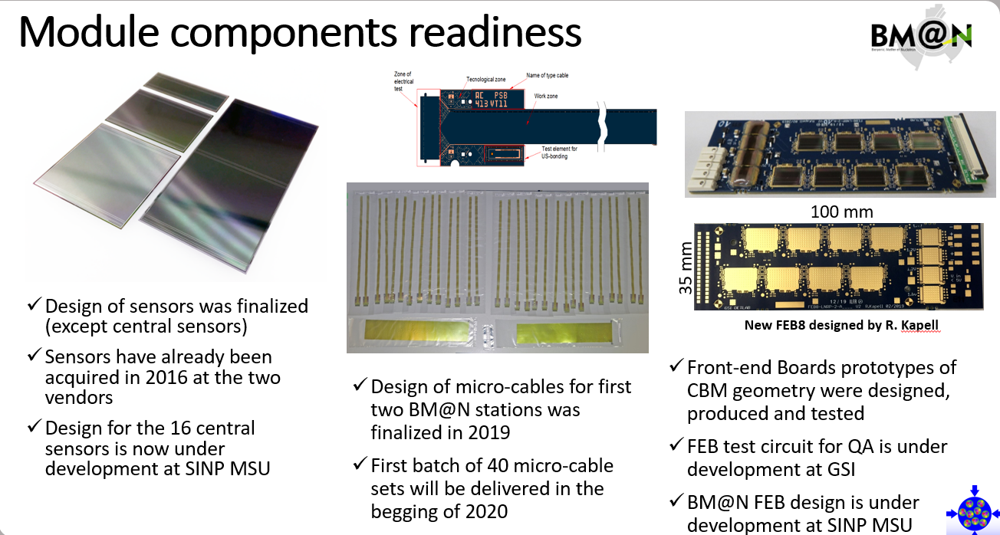 Module components readiness
BM@N
Zone of
electrical
test
Tecnological zone
Name of type cable
AC PSB
413 VT11
Work zone
Test element for
US-bonding
100 mm
35 mm
New FEB8 designed by R. Kapell
✓ Design of sensors was finalized
(except central sensors)
✓ Sensors have already been
acquired in 2016 at the two
vendors
✓ Design for the 16 central
sensors is now under
development at SINP MSU
✓ Design of micro-cables for first
two BM@N stations was
finalized in 2019
✓ First batch of 40 micro-cable
sets will be delivered in the
begging of 2020
✓ Front-end Boards prototypes of
CBM geometry were designed,
produced and tested
✓ FEB test circuit for QA is under
development at GSI
✓ BM@N FEB design is under
development at SINP MSU